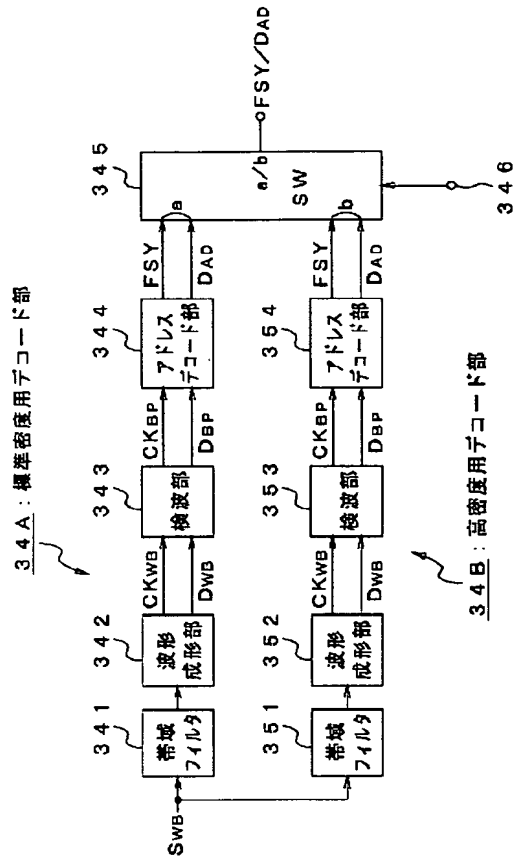 34A：標準密度用デコード部
341
342
343
344
345
SWB
帯域
フィルタ
波形
成形部
CKWB
DWB
検波部
CKBP
DBP
アドレス
デコード部
FSY
DAD
a
a/b
SW
FSY/DAD
351
352
353
354
帯域
フィルタ
波形
成形部
CKWB
DWB
検波部
CKBP
DBP
アドレス
デコード部
FSY
DAD
b
346
34B：高密度用デコード部